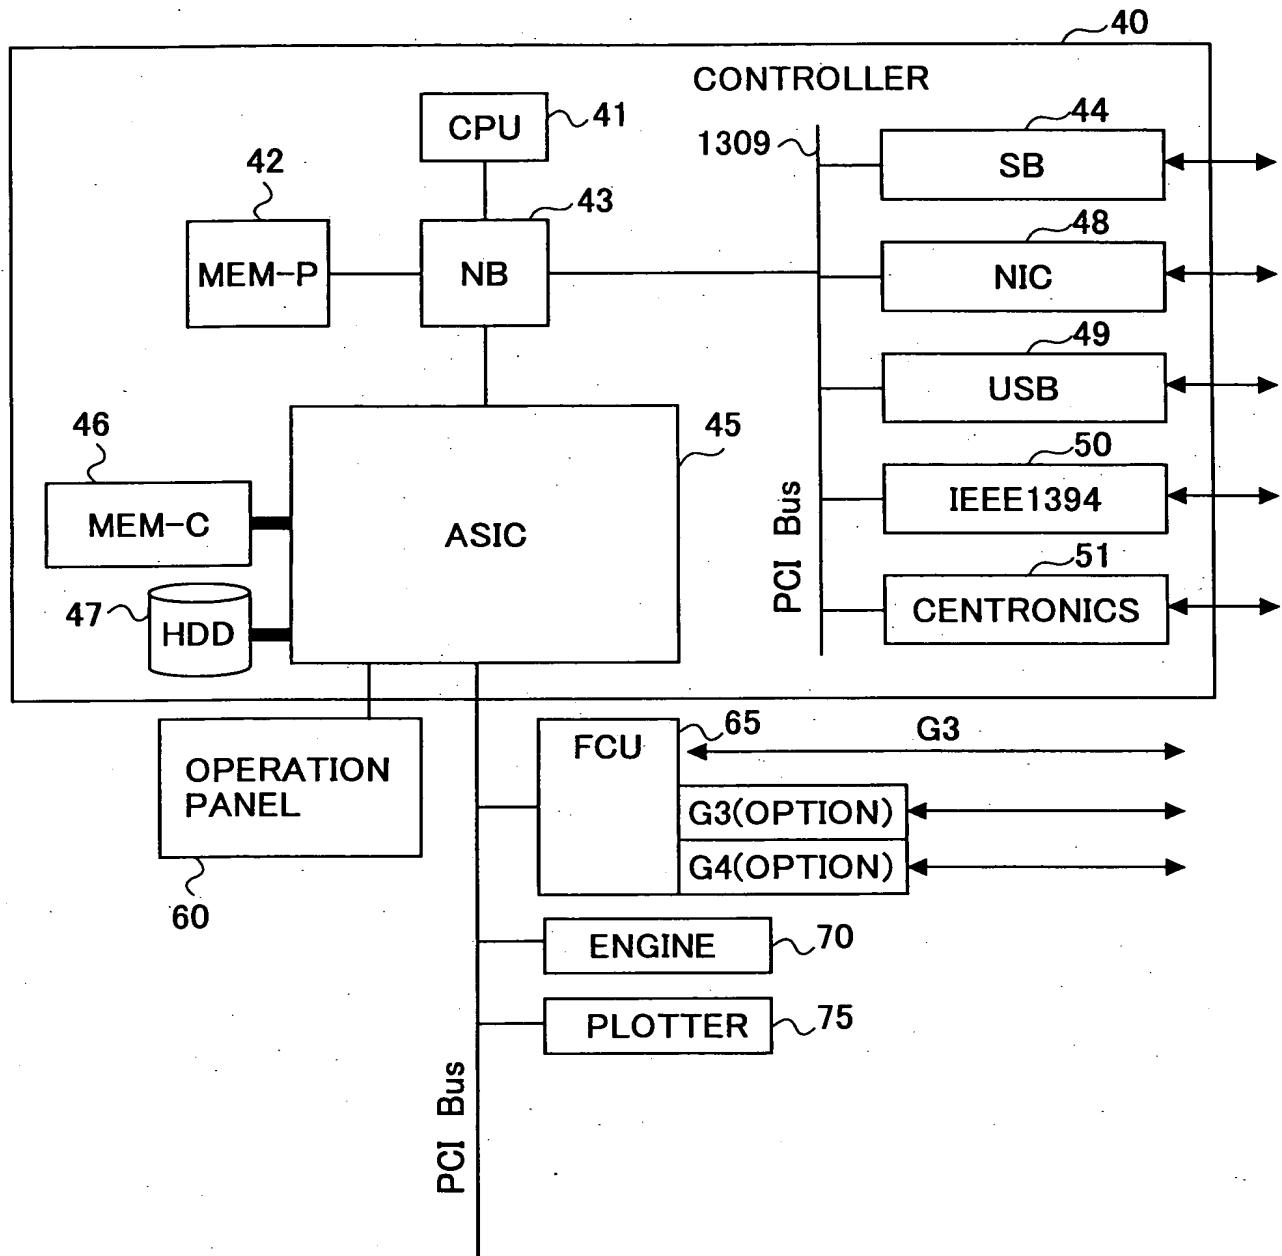 40
CONTROLLER
CPU
41
1309
44
SB
42
43
MEM-P
NB
48
NIC
49
USB
46
45
50
IEEE1394
MEM-C
ASIC
PCI Bus
51
CENTRONICS
47
HDD
65
FCU
G3
OPERATION
PANEL
G3(OPTION)
G4(OPTION)
60
ENGINE
70
PLOTTER
75
PCI Bus